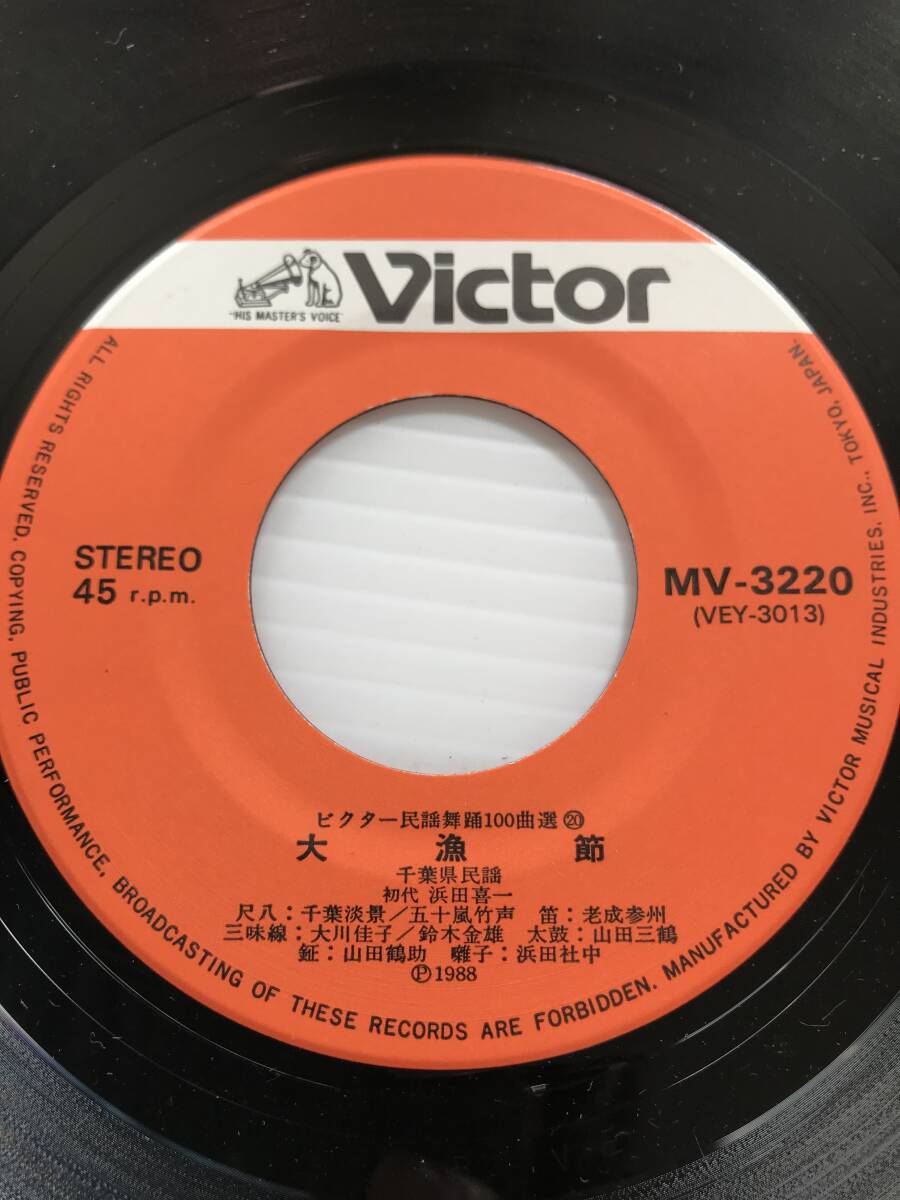 "HIS MASTER'S VOICE"
Victor
STEREO
45 r.p.m.
MV-3220
(VEY-3013)
ビクター民謡舞踊100曲選⑳
大漁節
千葉県民謡
初代 浜田喜一
尺八：千葉淡景／五十嵐竹声 笛：老成参州
三味線：大川佳子／鈴木金雄 太鼓：山田三鶴
鉦：山田鶴助 囃子：浜田社中
Ⓟ1988
ALL RIGHTS RESERVED. COPYING, PUBLIC PERFORMANCE, BROADCASTING OF THESE RECORDS ARE FORBIDDEN. MANUFACTURED BY VICTOR MUSICAL INDUSTRIES, INC., TOKYO, JAPAN.